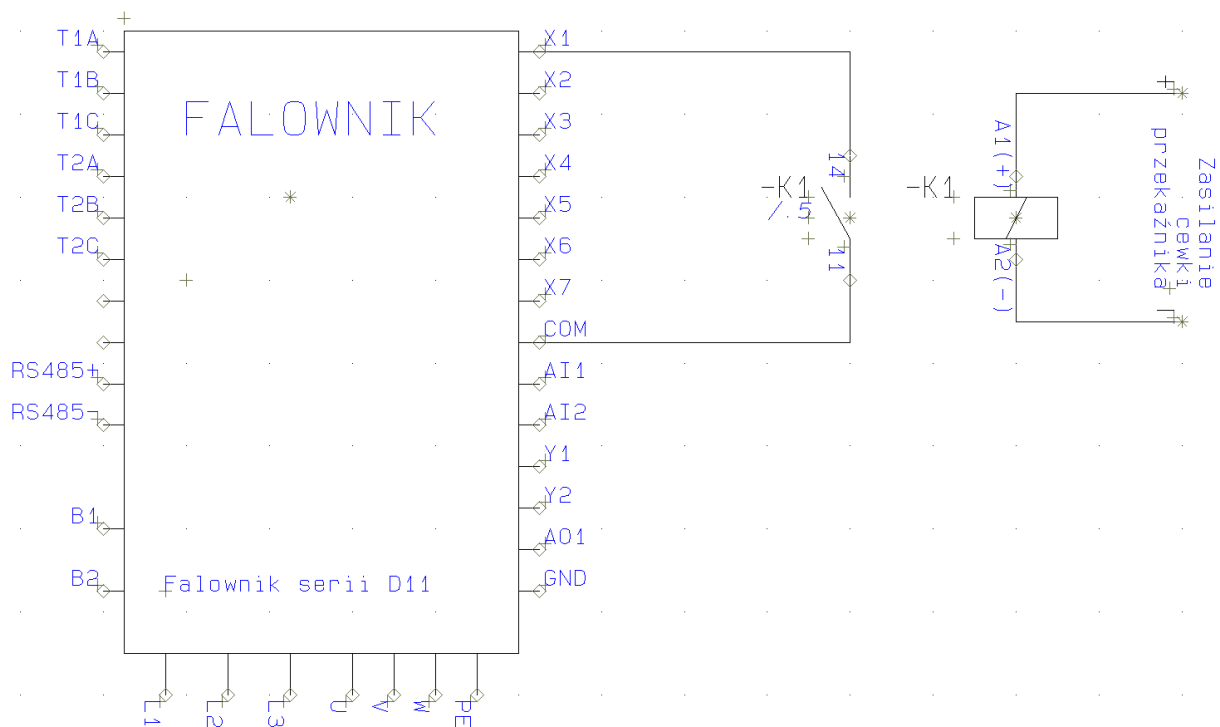 FALOWNIK
T1A
T1B
T1C
T2A
T2B
T2C
RS485+
RS485-
B1
B2
X1
X2
X3
X4
X5
X6
X7
COM
AI1
AI2
Y1
Y2
AO1
GND
Falownik serii D11
L1
L2
L3
U
V
W
PE
14
-K1
/.5
11
-K1
A1(+)
A2(-)
+
-
Zasilanie
cewki
przekaźnika